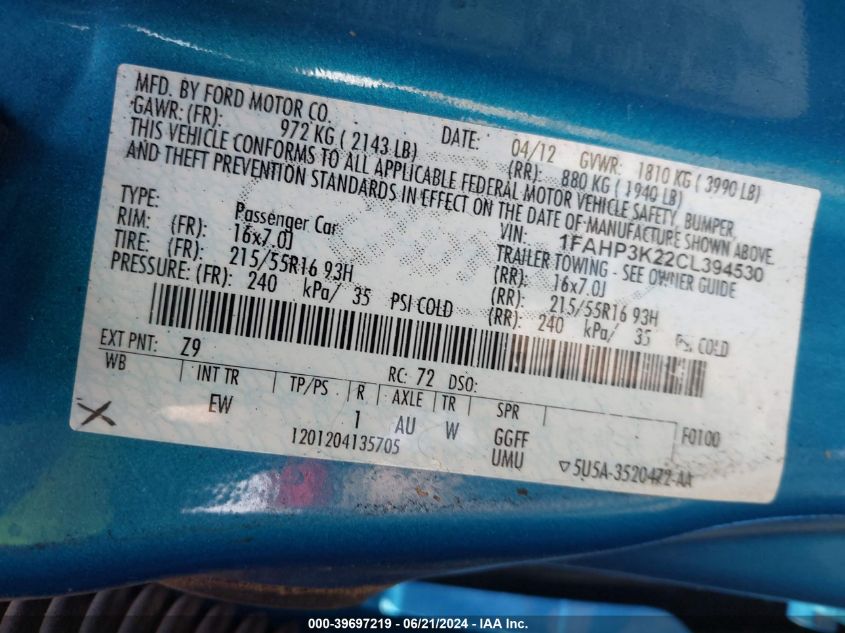 MFD. BY FORD MOTOR CO.
DATE: 04/12 GVWR: 1810 KG ( 3990 LB)
GAWR: (FR): 972 KG ( 2143 LB) (RR): 880 KG ( 1940 LB)
THIS VEHICLE CONFORMS TO ALL APPLICABLE FEDERAL MOTOR VEHICLE SAFETY, BUMPER,
AND THEFT PREVENTION STANDARDS IN EFFECT ON THE DATE OF MANUFACTURE SHOWN ABOVE.
VIN: 1FAHP3K22CL394530
TYPE: Passenger Car TRAILER TOWING - SEE OWNER GUIDE
RIM: (FR): 16x7.0J (RR): 16x7.0J
TIRE: (FR): 215/55R16 93H (RR): 215/55R16 93H
PRESSURE: (FR): 240 kPa/ 35 PSI COLD (RR): 240 kPa/ 35 PSI COLD
EXT PNT: Z9 RC: 72 DSO:
WB INT TR TP/PS R AXLE TR SPR
EW 1 AU W GGFF F0100
1201204135705 UMU ▽5U5A-3520472-AA
000-39697219 - 06/21/2024 - IAA Inc.